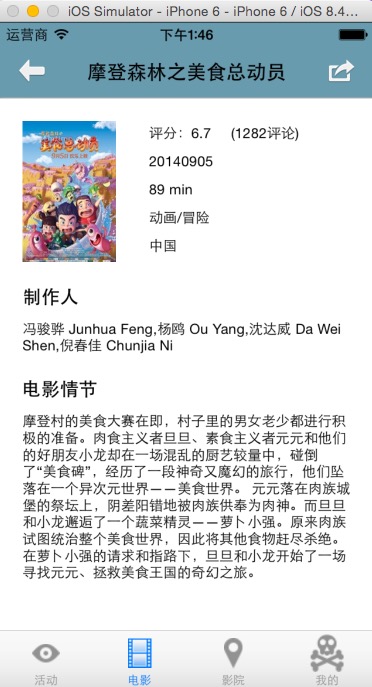 iOS Simulator - iPhone 6 - iPhone 6 / iOS 8.4...
运营商 下午1:46
摩登森林之美食总动员
评分：6.7 (1282评论)
20140905
89 min
动画/冒险
中国
制作人
冯骏骅 Junhua Feng,杨鸥 Ou Yang,沈达威 Da Wei
Shen,倪春佳 Chunjia Ni
电影情节
摩登村的美食大赛在即，村子里的男女老少都进行积
极的准备。肉食主义者旦旦、素食主义者元元和他们
的好朋友小龙却在一场混乱的厨艺较量中，碰倒
了“美食碑”，经历了一段神奇又魔幻的旅行，他们坠
落在一个异次元世界——美食世界。 元元落在肉族城
堡的祭坛上，阴差阳错地被肉族供奉为肉神。而旦旦
和小龙邂逅了一个蔬菜精灵——萝卜小强。原来肉族
试图统治整个美食世界，因此将其他食物赶尽杀绝。
在萝卜小强的请求和指路下，旦旦和小龙开始了一场
寻找元元、拯救美食王国的奇幻之旅。
活动 电影 影院 我的